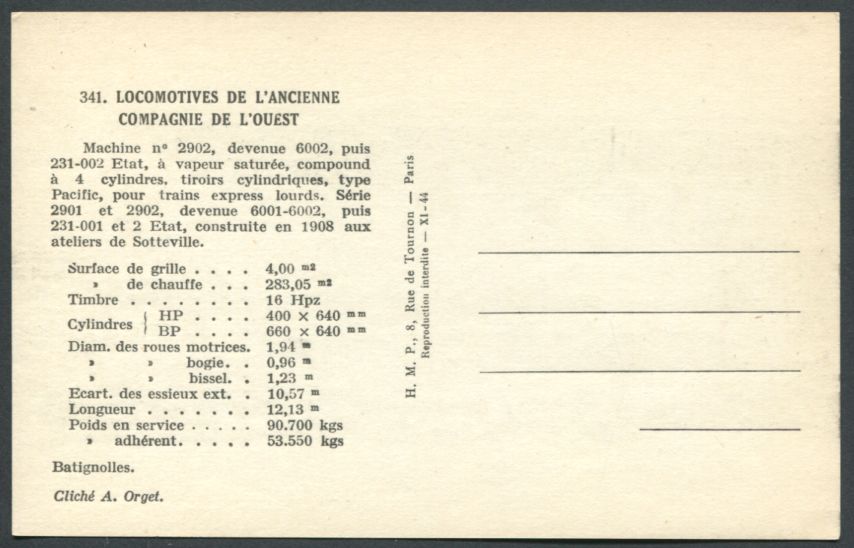 341. LOCOMOTIVES DE L'ANCIENNE
COMPAGNIE DE L'OUEST
Machine nº 2902, devenue 6002, puis
231-002 Etat, à vapeur saturée, compound
à 4 cylindres, tiroirs cylindriques, type
Pacific, pour trains express lourds. Série
2901 et 2902, devenue 6001-6002, puis
231-001 et 2 Etat, construite en 1908 aux
ateliers de Sotteville.
Surface de grille . . . . 4,00 m2
» de chauffe . . . 283,05 m2
Timbre . . . . . . . . 16 Hpz
Cylindres { HP . . . . 400 × 640 mm
BP . . . . 660 × 640 mm
Diam. des roues motrices. 1,94 m
» » bogie. . 0,96 m
» » bissel. . 1,23 m
Ecart. des essieux ext. . 10,57 m
Longueur . . . . . . . 12,13 m
Poids en service . . . . . 90.700 kgs
» adhérent. . . . . 53.550 kgs
Batignolles.
Cliché A. Orget.
H. M. P., 8, Rue de Tournon — Paris
Reproduction interdite — XI-44